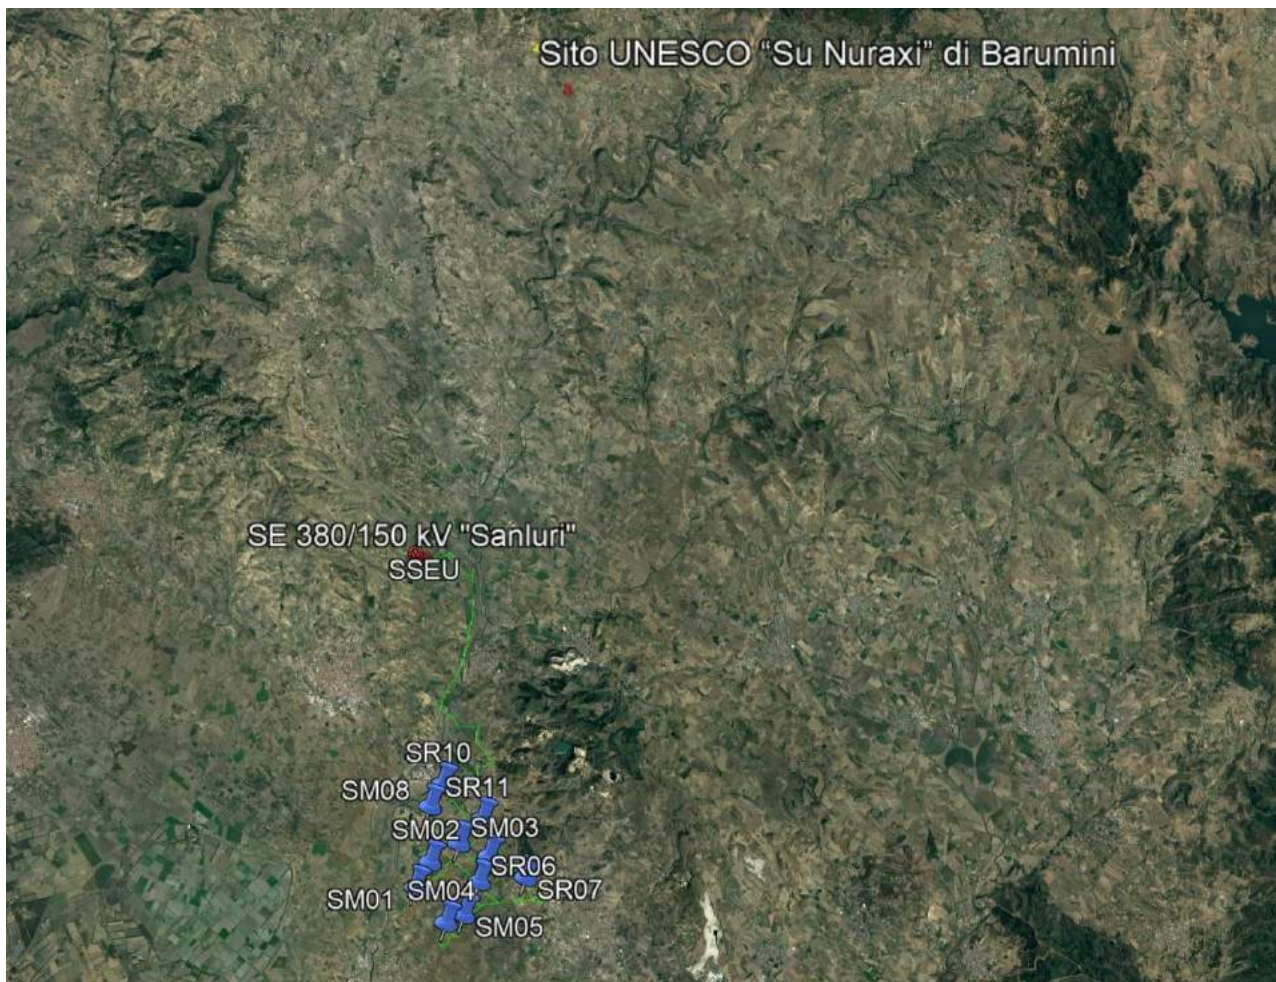 Sito UNESCO “Su Nuraxi” di Barumini
SE 380/150 kV "Sanluri"
SSEU
SR10
SM08
SR11
SM02
SM03
SR06
SM01
SM04
SR07
SM05